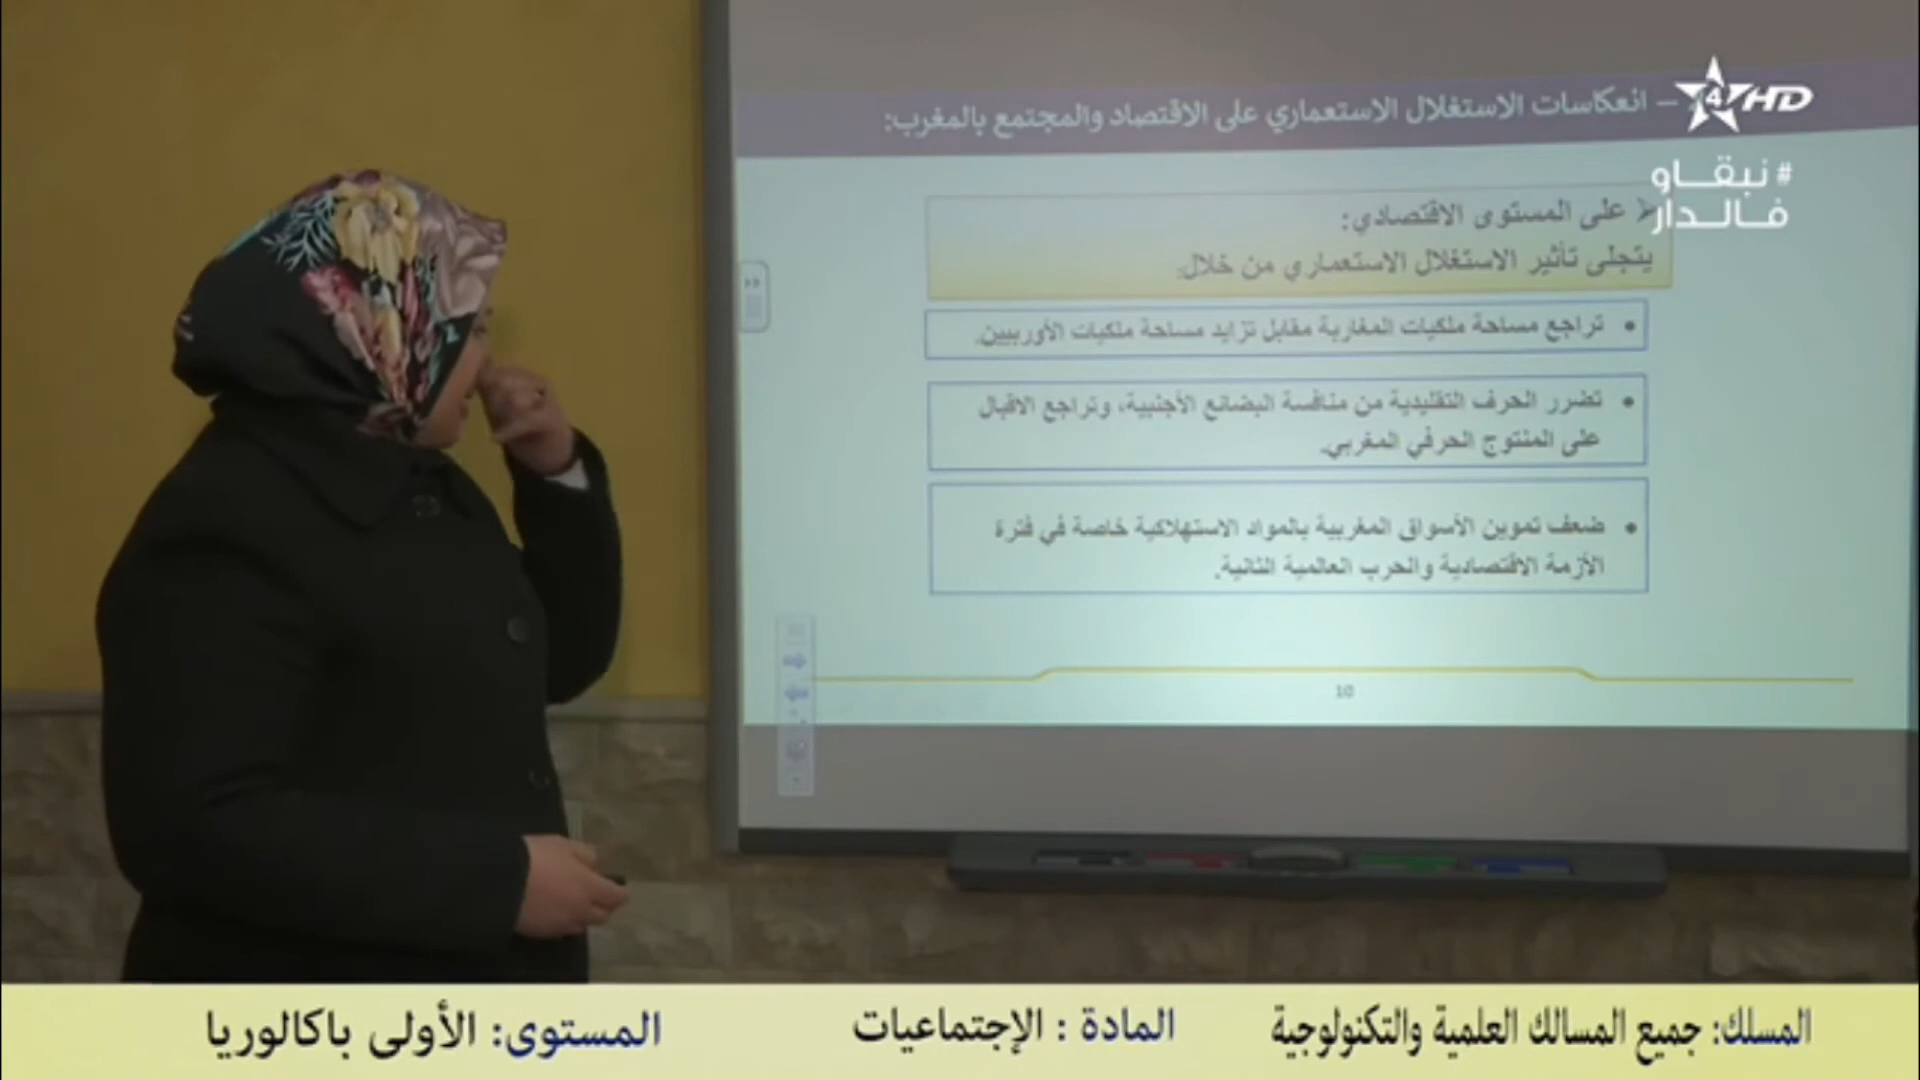 – انعكاسات الاستغلال الاستعماري على الاقتصاد والمجتمع بالمغرب:
4 HD
#نبقاو
فالدار
على المستوى الاقتصادي:
يتجلى تأثير الاستغلال الاستعماري من خلال:
• تراجع مساحة ملكيات المغاربة مقابل تزايد مساحة ملكيات الأوربيين.
• تضرر الحرف التقليدية من منافسة البضائع الأجنبية، وتراجع الاقبال
على المنتوج الحرفي المغربي.
• ضعف تموين الأسواق المغربية بالمواد الاستهلاكية خاصة في فترة
الأزمة الاقتصادية والحرب العالمية الثانية.
10
المسلك: جميع المسالك العلمية والتكنولوجية
المادة : الإجتماعيات
المستوى: الأولى باكالوريا